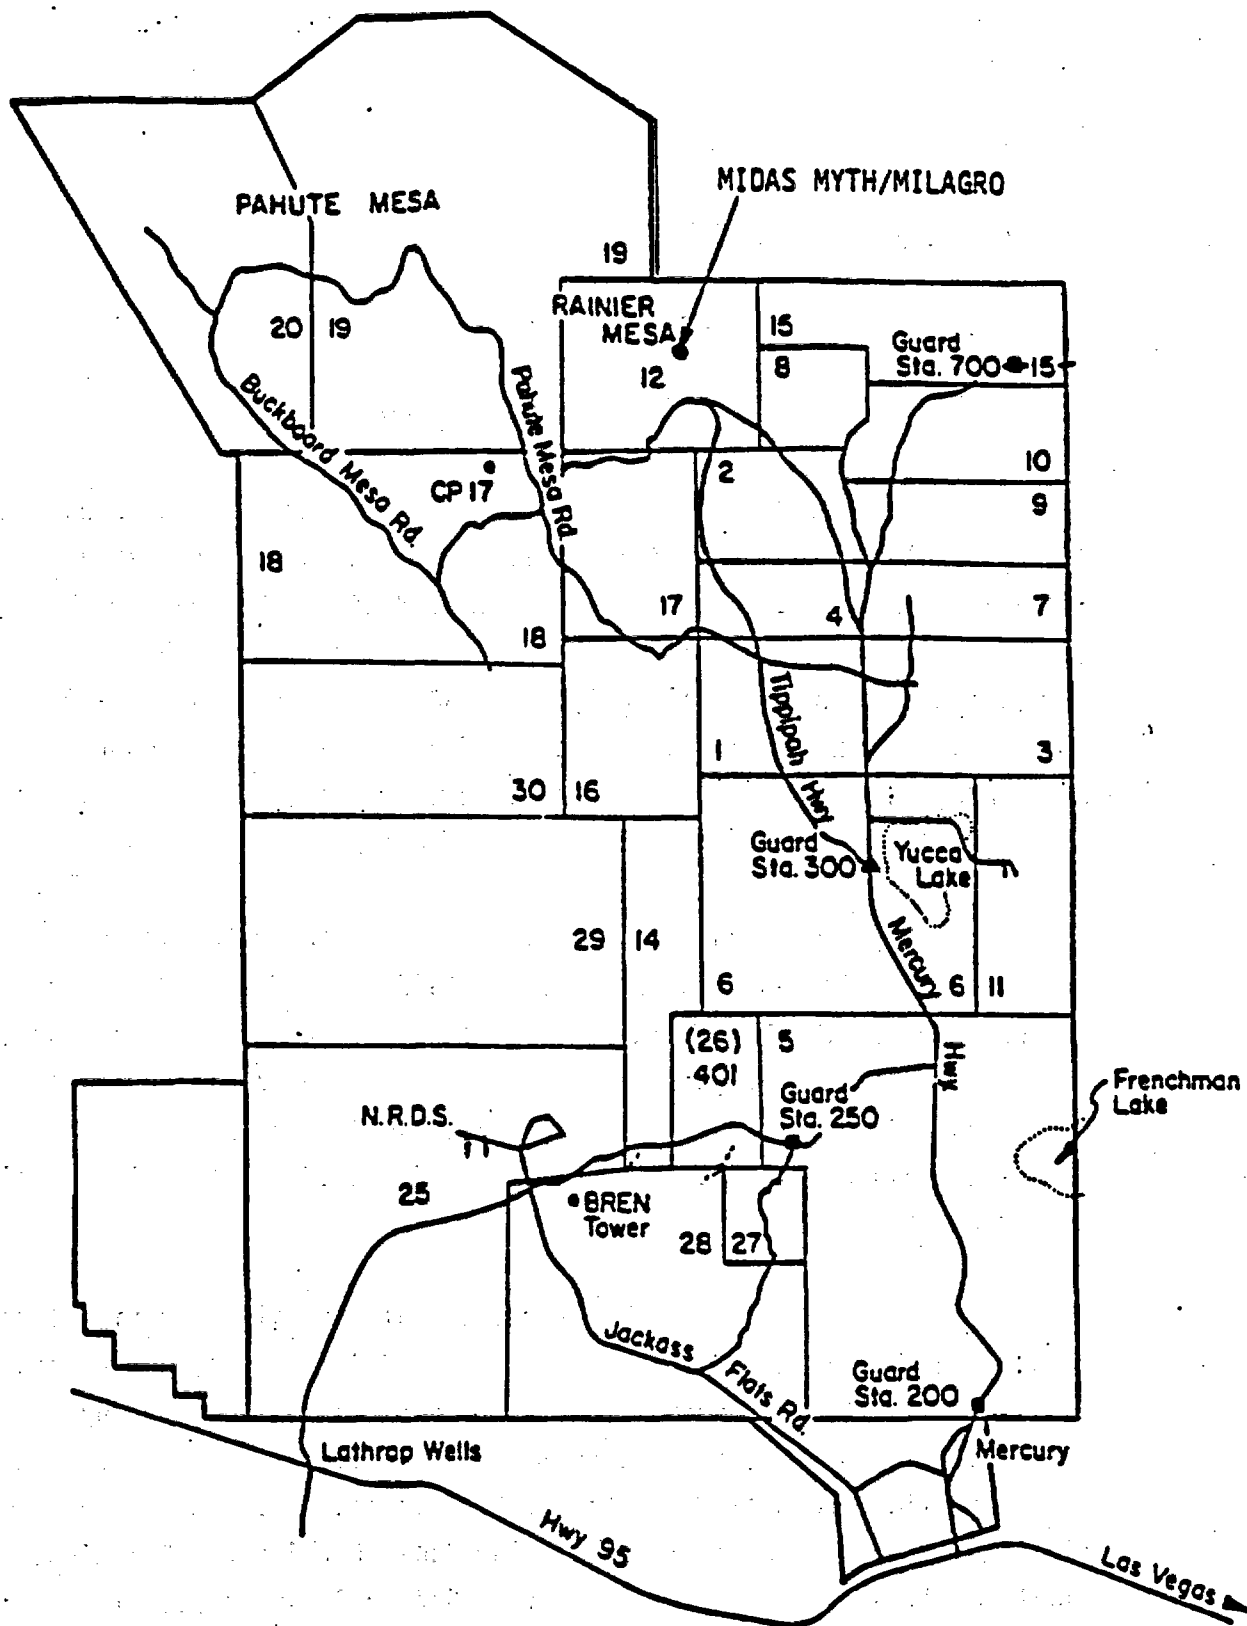 MIDAS MYTH/MILAGRO
PAHUTE MESA
19
RAINIER
MESA
20
19
15
8
Guard
Sta. 700
15
12
Buckboard Mesa Rd.
Pahute Mesa Rd.
CP 17
2
10
9
18
18
17
4
7
Tippipah Hwy
1
3
30
16
Guard
Sta. 300
Yucca
Lake
29
14
6
Mercury Hwy
6
11
(26)
401
5
Guard
Sta. 250
Frenchman
Lake
N.R.D.S.
25
BREN
Tower
28
27
Jackass Flats Rd.
Guard
Sta. 200
Lathrop Wells
Mercury
Hwy 95
Las Vegas